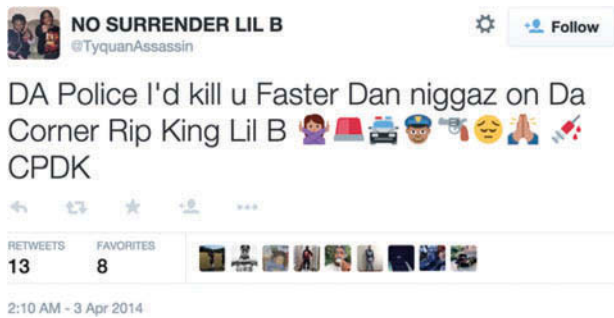 NO SURRENDER LIL B
@TyquanAssassin
Follow
DA Police I'd kill u Faster Dan niggaz on Da
Corner Rip King Lil B 🙋🏽🚨🚔👮🏽🔫😔🙏🏽 💉
CPDK
RETWEETS FAVORITES
13 8
2:10 AM - 3 Apr 2014